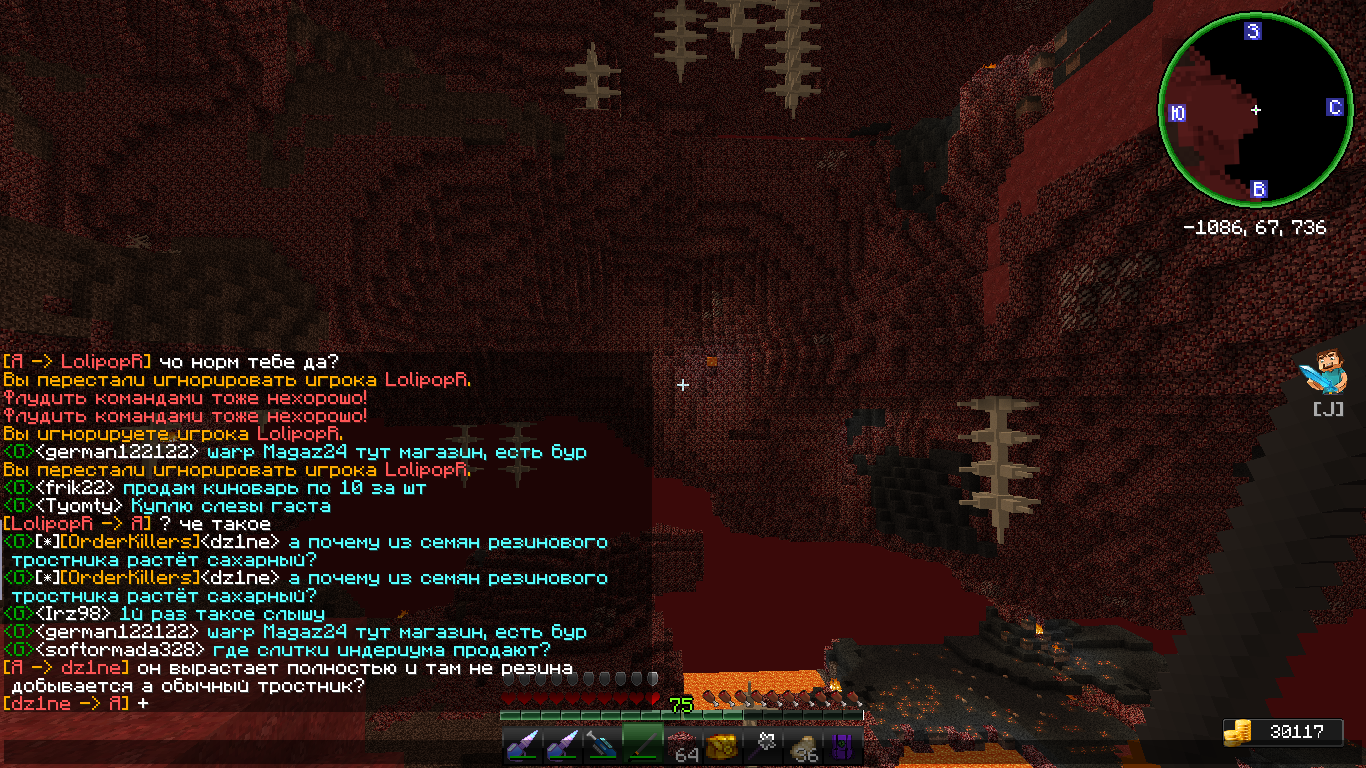 З
Ю
С
В
-1086, 67, 736
[J]
[Я -> LolipopR] чо норм тебе да?
Вы перестали игнорировать игрока LolipopR.
Флудить командами тоже нехорошо!
Флудить командами тоже нехорошо!
Вы игнорируете игрока LolipopR.
<G><german122122> warp Magaz24 тут магазин, есть бур
Вы перестали игнорировать игрока LolipopR.
<G><frik22> продам киноварь по 10 за шт
<G><Tyomty> Куплю слезы гаста
[LolipopR -> Я] ? че такое
<G>[*][OrderKillers]<dz1ne> а почему из семян резинового
тростника растёт сахарный?
<G>[*][OrderKillers]<dz1ne> а почему из семян резинового
тростника растёт сахарный?
<G><Irz98> 1й раз такое слышу
<G><german122122> warp Magaz24 тут магазин, есть бур
<G><softormada328> где слитки индериума продают?
[Я -> dz1ne] он вырастает полностью и там не резина
добывается а обычный тростник?
[dz1ne -> Я] +
75
64
36
30117